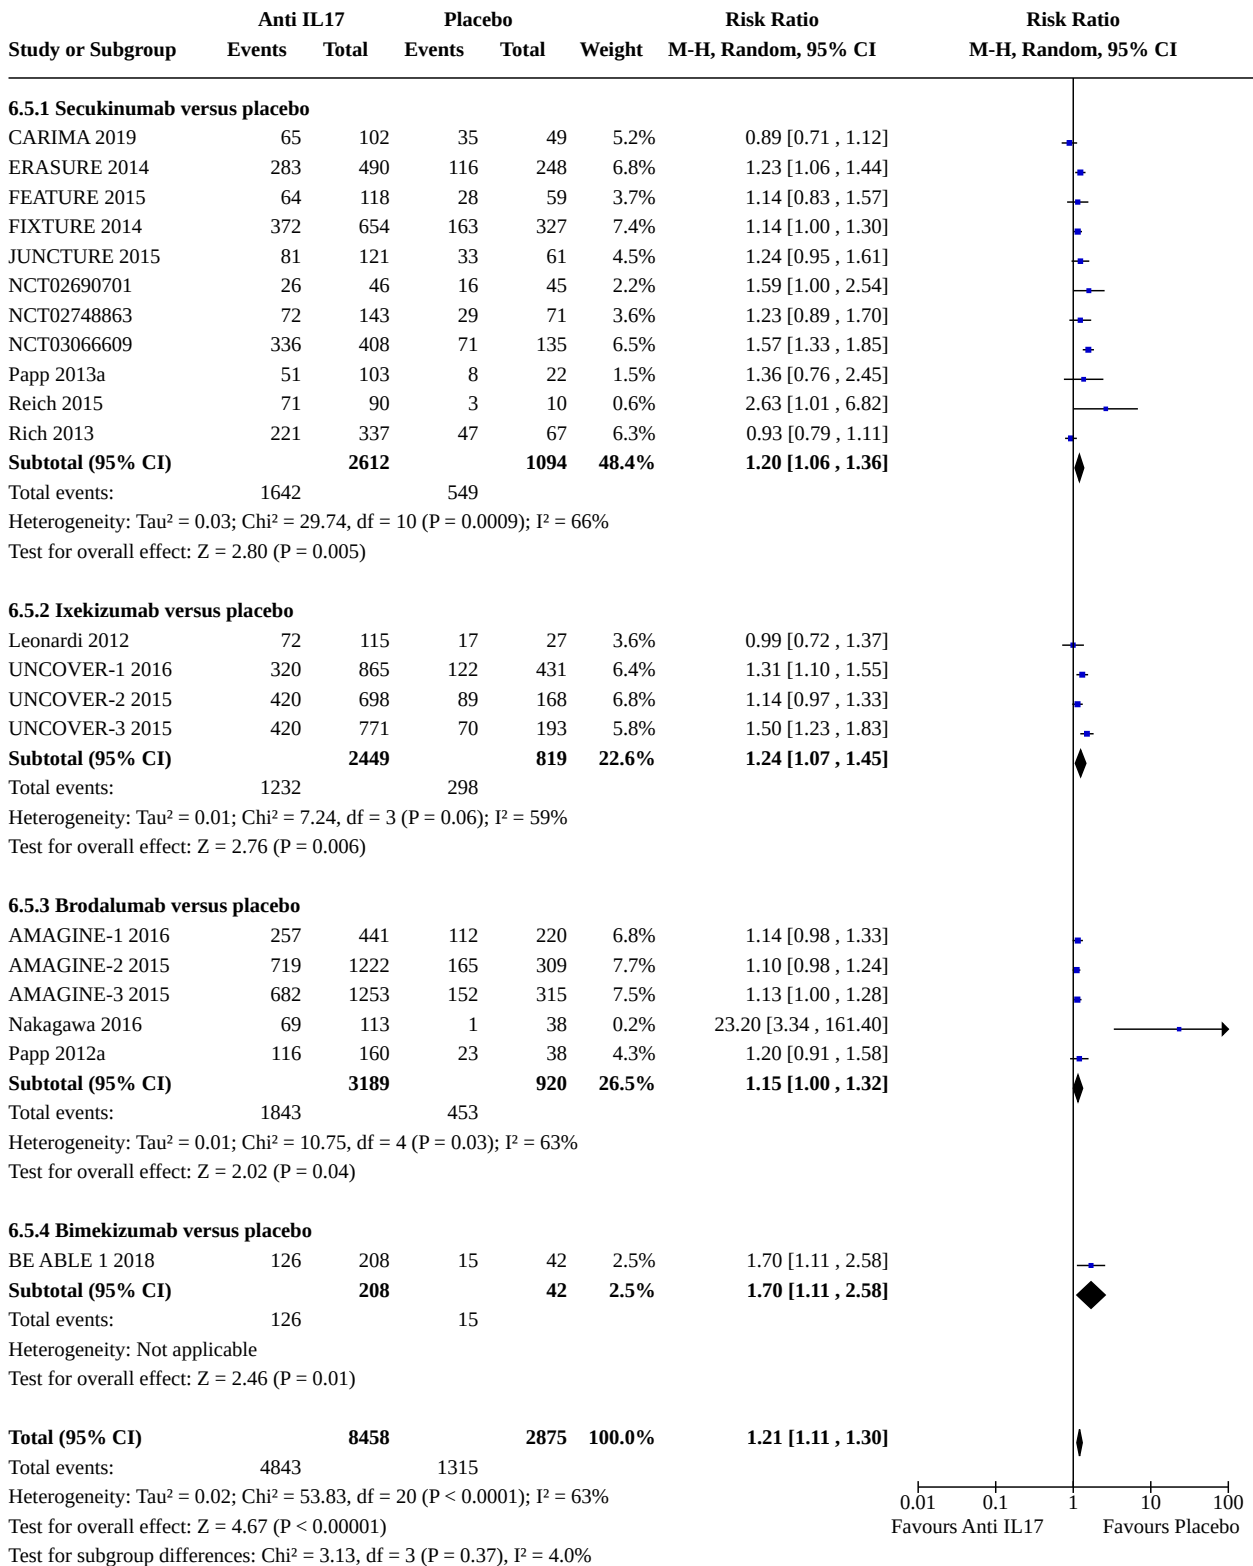 Anti IL17 Placebo Risk Ratio Risk Ratio
Study or Subgroup Events Total Events Total Weight M-H, Random, 95% CI M-H, Random, 95% CI
6.5.1 Secukinumab versus placebo
CARIMA 2019 65 102 35 49 5.2% 0.89 [0.71 , 1.12]
ERASURE 2014 283 490 116 248 6.8% 1.23 [1.06 , 1.44]
FEATURE 2015 64 118 28 59 3.7% 1.14 [0.83 , 1.57]
FIXTURE 2014 372 654 163 327 7.4% 1.14 [1.00 , 1.30]
JUNCTURE 2015 81 121 33 61 4.5% 1.24 [0.95 , 1.61]
NCT02690701 26 46 16 45 2.2% 1.59 [1.00 , 2.54]
NCT02748863 72 143 29 71 3.6% 1.23 [0.89 , 1.70]
NCT03066609 336 408 71 135 6.5% 1.57 [1.33 , 1.85]
Papp 2013a 51 103 8 22 1.5% 1.36 [0.76 , 2.45]
Reich 2015 71 90 3 10 0.6% 2.63 [1.01 , 6.82]
Rich 2013 221 337 47 67 6.3% 0.93 [0.79 , 1.11]
Subtotal (95% CI) 2612 1094 48.4% 1.20 [1.06 , 1.36]
Total events: 1642 549
Heterogeneity: Tau² = 0.03; Chi² = 29.74, df = 10 (P = 0.0009); I² = 66%
Test for overall effect: Z = 2.80 (P = 0.005)
6.5.2 Ixekizumab versus placebo
Leonardi 2012 72 115 17 27 3.6% 0.99 [0.72 , 1.37]
UNCOVER-1 2016 320 865 122 431 6.4% 1.31 [1.10 , 1.55]
UNCOVER-2 2015 420 698 89 168 6.8% 1.14 [0.97 , 1.33]
UNCOVER-3 2015 420 771 70 193 5.8% 1.50 [1.23 , 1.83]
Subtotal (95% CI) 2449 819 22.6% 1.24 [1.07 , 1.45]
Total events: 1232 298
Heterogeneity: Tau² = 0.01; Chi² = 7.24, df = 3 (P = 0.06); I² = 59%
Test for overall effect: Z = 2.76 (P = 0.006)
6.5.3 Brodalumab versus placebo
AMAGINE-1 2016 257 441 112 220 6.8% 1.14 [0.98 , 1.33]
AMAGINE-2 2015 719 1222 165 309 7.7% 1.10 [0.98 , 1.24]
AMAGINE-3 2015 682 1253 152 315 7.5% 1.13 [1.00 , 1.28]
Nakagawa 2016 69 113 1 38 0.2% 23.20 [3.34 , 161.40]
Papp 2012a 116 160 23 38 4.3% 1.20 [0.91 , 1.58]
Subtotal (95% CI) 3189 920 26.5% 1.15 [1.00 , 1.32]
Total events: 1843 453
Heterogeneity: Tau² = 0.01; Chi² = 10.75, df = 4 (P = 0.03); I² = 63%
Test for overall effect: Z = 2.02 (P = 0.04)
6.5.4 Bimekizumab versus placebo
BE ABLE 1 2018 126 208 15 42 2.5% 1.70 [1.11 , 2.58]
Subtotal (95% CI) 208 42 2.5% 1.70 [1.11 , 2.58]
Total events: 126 15
Heterogeneity: Not applicable
Test for overall effect: Z = 2.46 (P = 0.01)
Total (95% CI) 8458 2875 100.0% 1.21 [1.11 , 1.30]
Total events: 4843 1315
Heterogeneity: Tau² = 0.02; Chi² = 53.83, df = 20 (P < 0.0001); I² = 63%
0.01 0.1 1 10 100
Test for overall effect: Z = 4.67 (P < 0.00001)
Favours Anti IL17 Favours Placebo
Test for subgroup differences: Chi² = 3.13, df = 3 (P = 0.37), I² = 4.0%